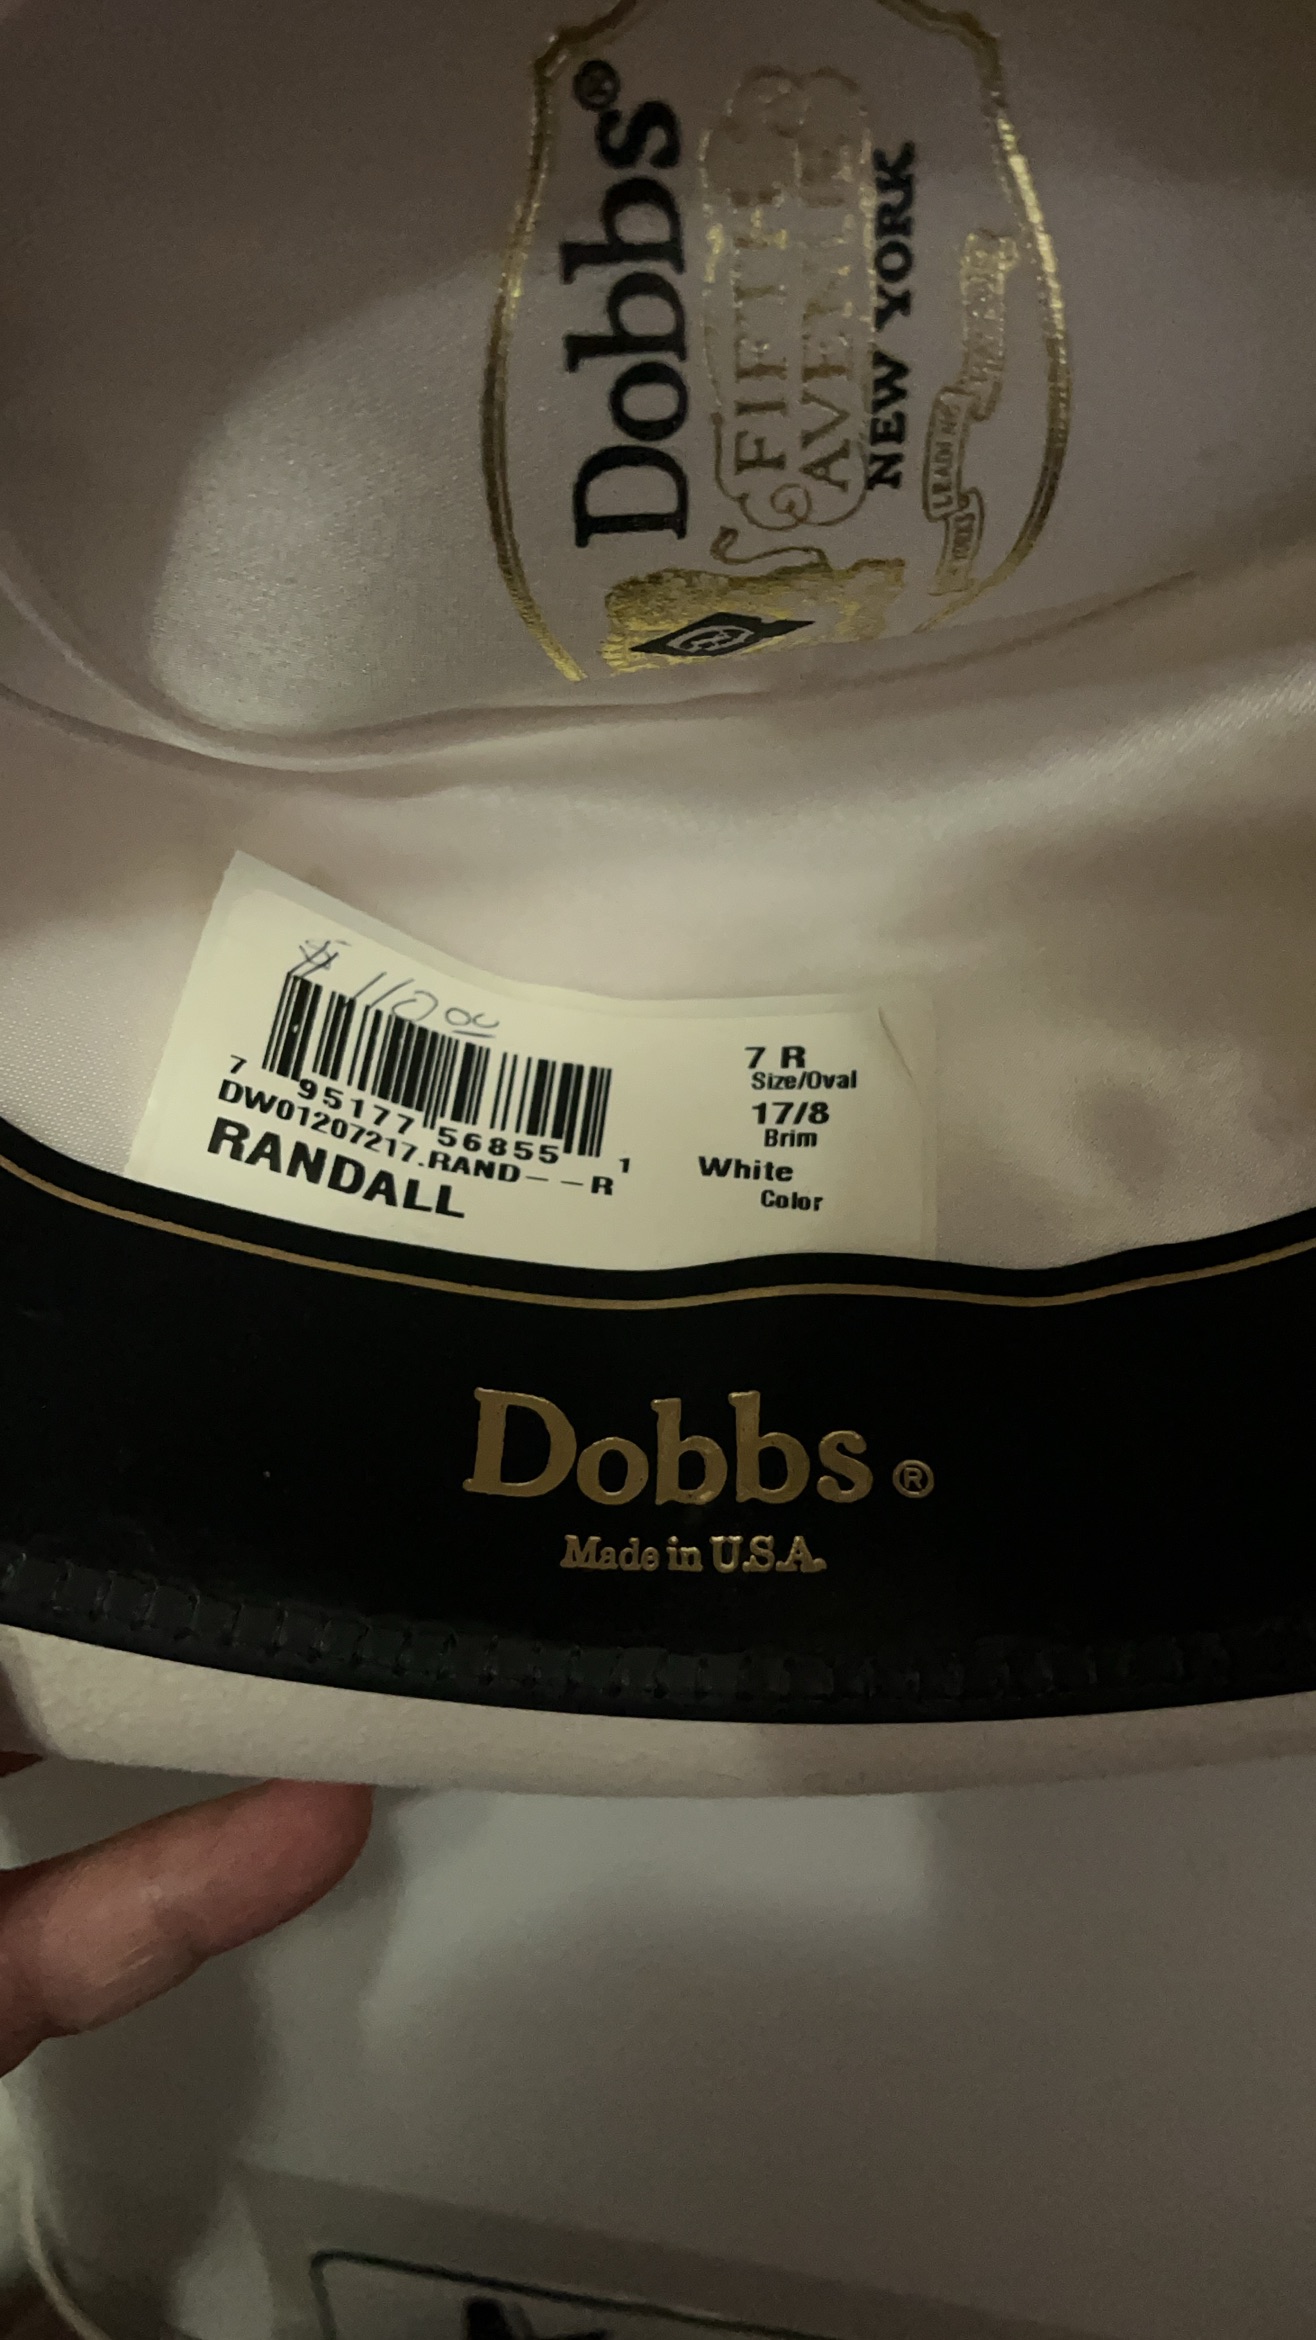 Dobbs®
FIFTH
AVENUE
NEW YORK
LEADING
$110.00
7 95177 56855 1
DW01207217.RAND--R
RANDALL
7 R
Size/Oval
17/8
Brim
White
Color
Dobbs®
Made in U.S.A.